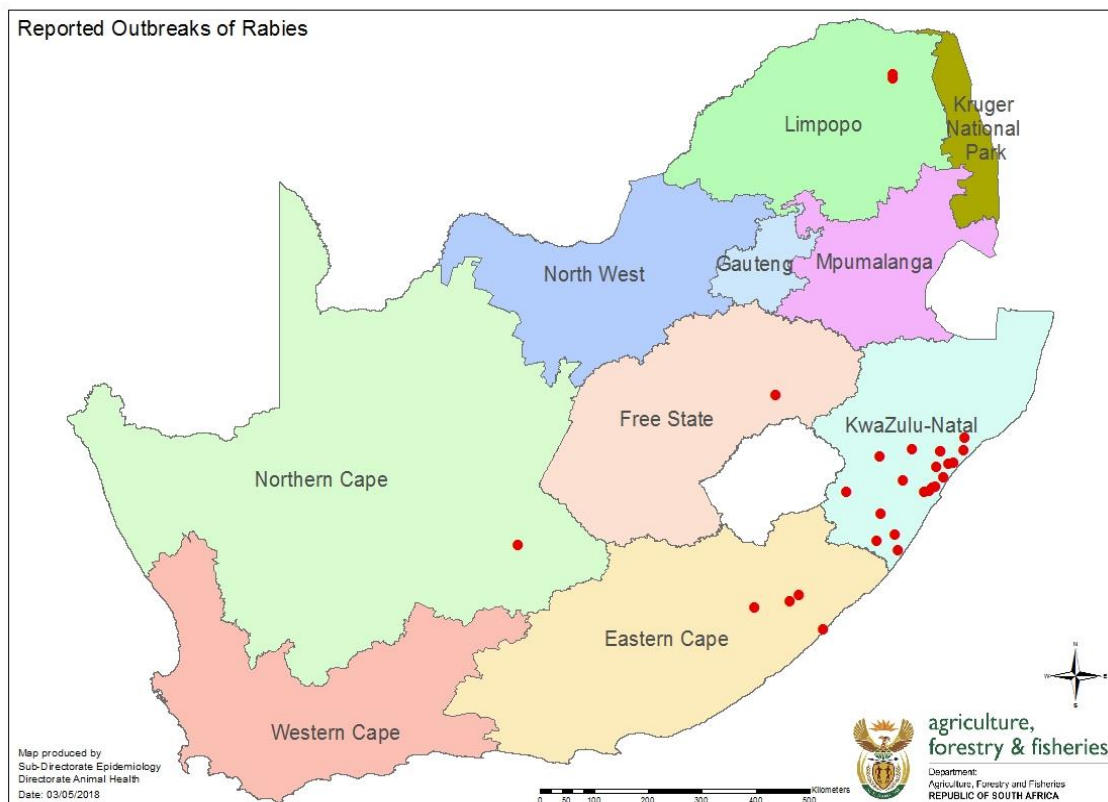 Reported Outbreaks of Rabies
Limpopo
Kruger
National
Park
North West
Gauteng
Mpumalanga
Free State
KwaZulu-Natal
Northern Cape
Eastern Cape
Western Cape
N
W
E
S
Map produced by
Sub-Directorate Epidemiology
Directorate Animal Health
Date: 03/05/2018
Kilometers
0 50 100 200 300 400 500
agriculture,
forestry & fisheries
Department:
Agriculture, Forestry and Fisheries
REPUBLIC OF SOUTH AFRICA